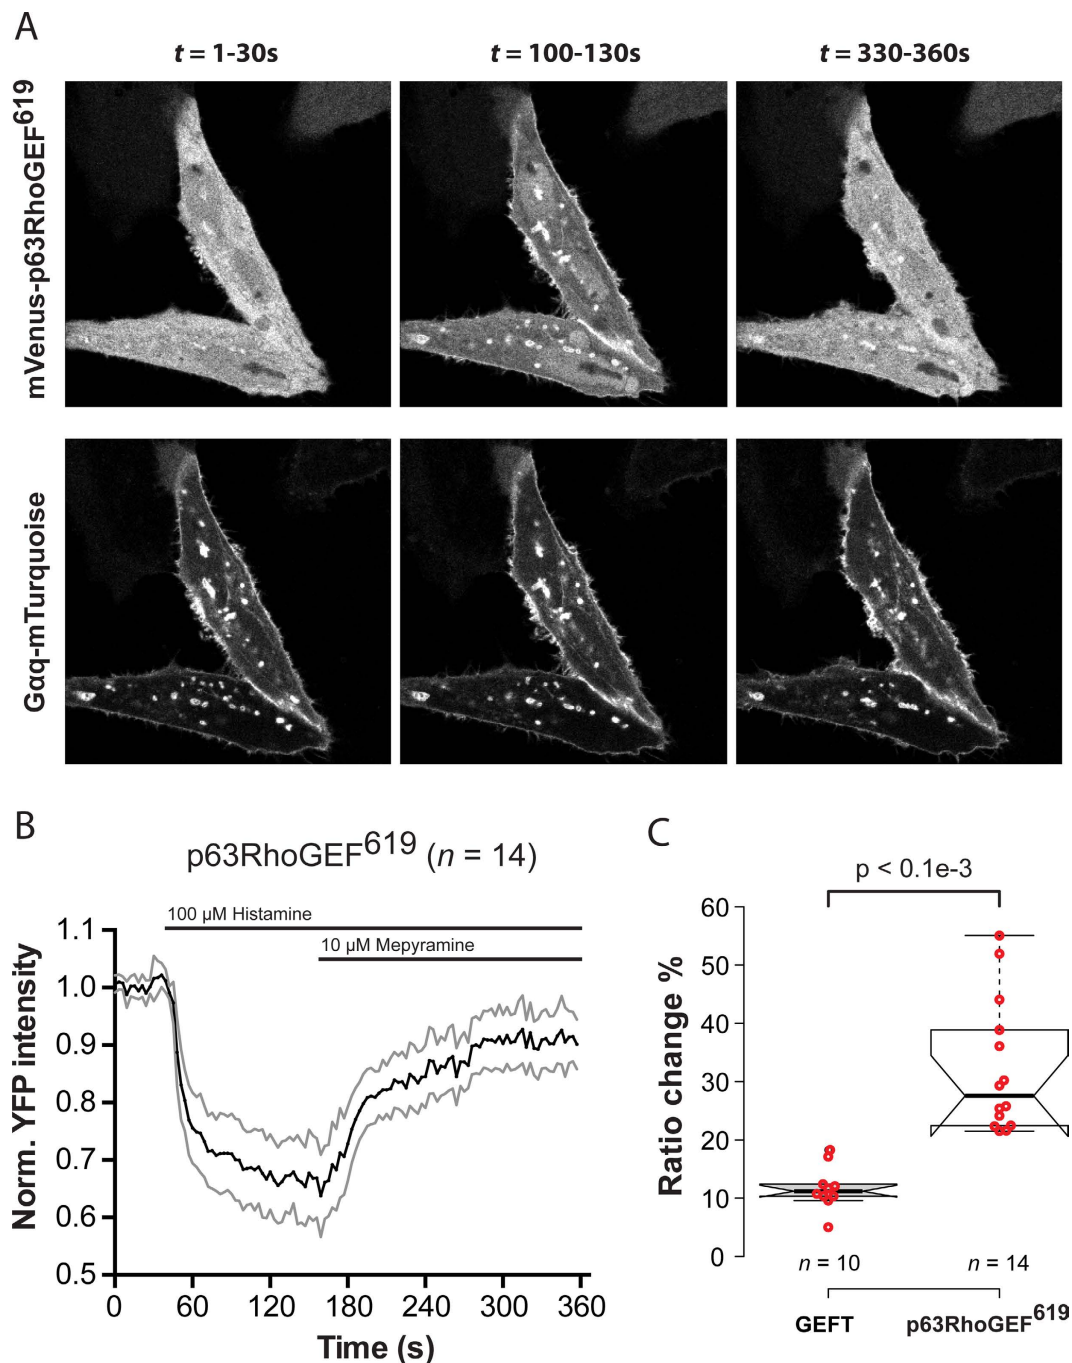 A
t = 1-30s t = 100-130s t = 330-360s
mVenus-p63RhoGEF619
Gαq-mTurquoise
B
p63RhoGEF619 (n = 14)
100 µM Histamine
10 µM Mepyramine
Norm. YFP intensity
1.1
1.0
0.9
0.8
0.7
0.6
0.5
0 60 120 180 240 300 360
Time (s)
C
p < 0.1e-3
Ratio change %
60
50
40
30
20
10
0
n = 10 n = 14
GEFT p63RhoGEF619